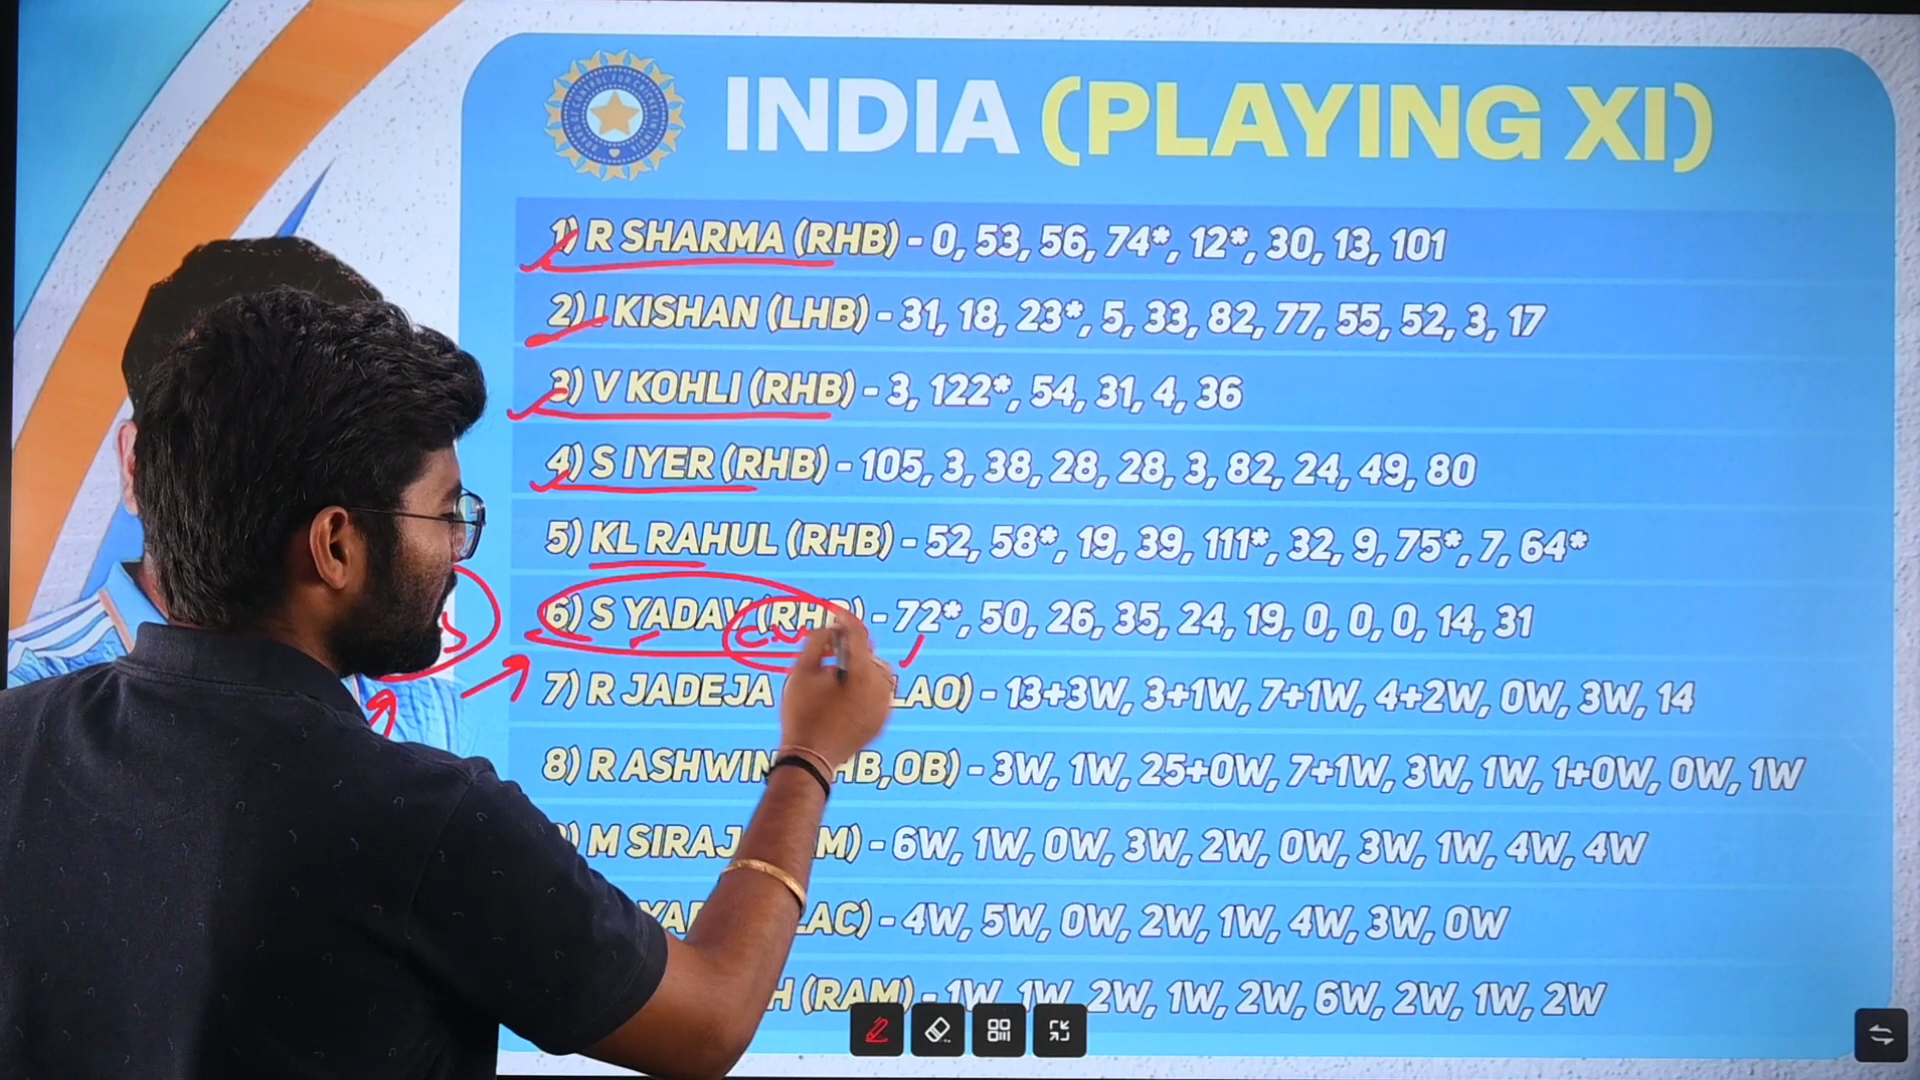 INDIA (PLAYING XI)
1) R SHARMA (RHB) - 0, 53, 56, 74*, 12*, 30, 13, 101
2) I KISHAN (LHB) - 31, 18, 23*, 5, 33, 82, 77, 55, 52, 3, 17
3) V KOHLI (RHB) - 3, 122*, 54, 31, 4, 36
4) S IYER (RHB) - 105, 3, 38, 28, 28, 3, 82, 24, 49, 80
5) KL RAHUL (RHB) - 52, 58*, 19, 39, 111*, 32, 9, 75*, 7, 64*
6) S YADAV (RHB) - 72*, 50, 26, 35, 24, 19, 0, 0, 0, 14, 31
7) R JADEJA LAO) - 13+3W, 3+1W, 7+1W, 4+2W, 0W, 3W, 14
8) R ASHWIN HB,OB) - 3W, 1W, 25+0W, 7+1W, 3W, 1W, 1+0W, 0W, 1W
) M SIRAJ M) - 6W, 1W, 0W, 3W, 2W, 0W, 3W, 1W, 4W, 4W
YA LAC) - 4W, 5W, 0W, 2W, 1W, 4W, 3W, 0W
H (RAM) - 1W, 1W, 2W, 1W, 2W, 6W, 2W, 1W, 2W